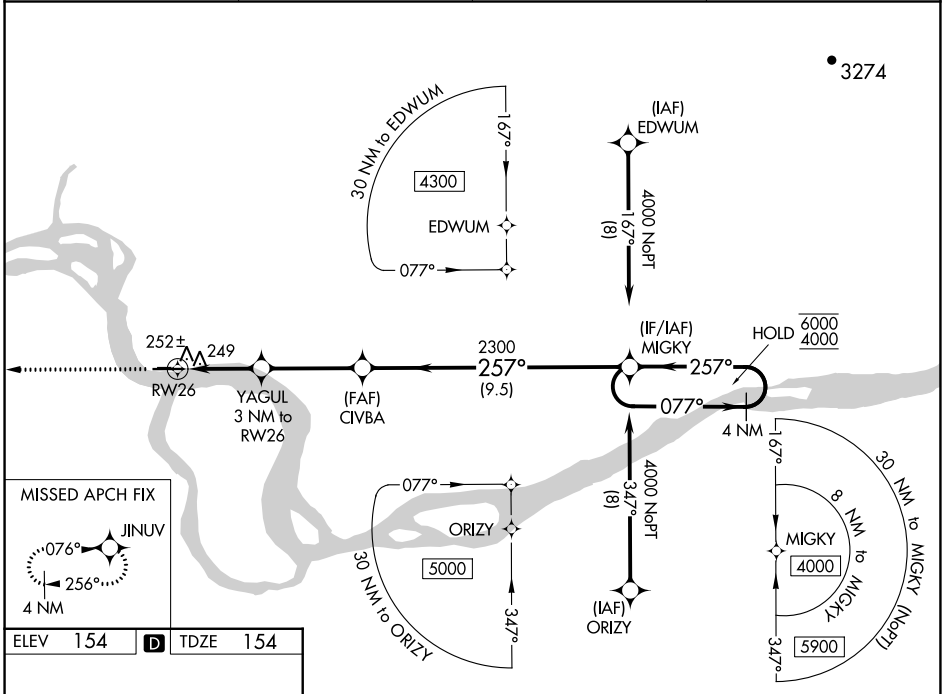 3274
30 NM to EDWUM
167°
4300
EDWUM
077°
(IAF)
EDWUM
4000 NoPT
167°
(8)
252±
249
RW26
YAGUL
3 NM to
RW26
(FAF)
CIVBA
2300
257°
(9.5)
(IF/IAF)
MIGKY
HOLD
6000
4000
257°
077°
4 NM
4000 NoPT
347°
(8)
(IAF)
ORIZY
077°
ORIZY
5000
347°
30 NM to ORIZY
167°
MIGKY
4000
8 NM to MIGKY
30 NM to MIGKY (NoPT)
347°
5900
MISSED APCH FIX
JINUV
076°
256°
4 NM
ELEV 154 D TDZE 154